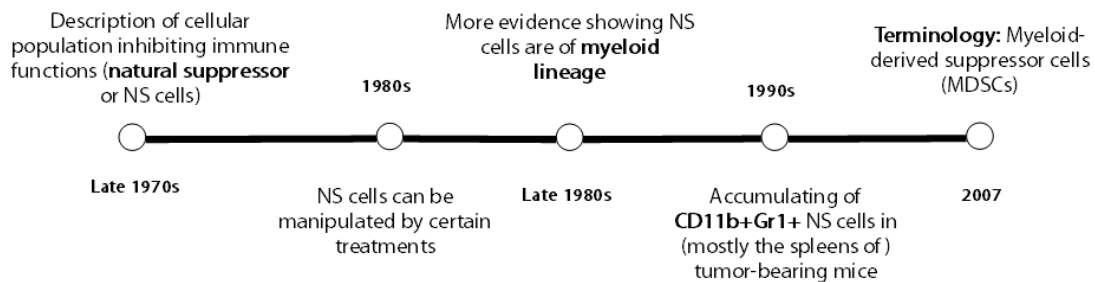 Description of cellular
population inhibiting immune
functions (natural suppressor
or NS cells)
Late 1970s
1980s
NS cells can be
manipulated by certain
treatments
More evidence showing NS
cells are of myeloid
lineage
Late 1980s
1990s
Accumulating of
CD11b+Gr1+ NS cells in
(mostly the spleens of )
tumor-bearing mice
Terminology: Myeloid-
derived suppressor cells
(MDSCs)
2007